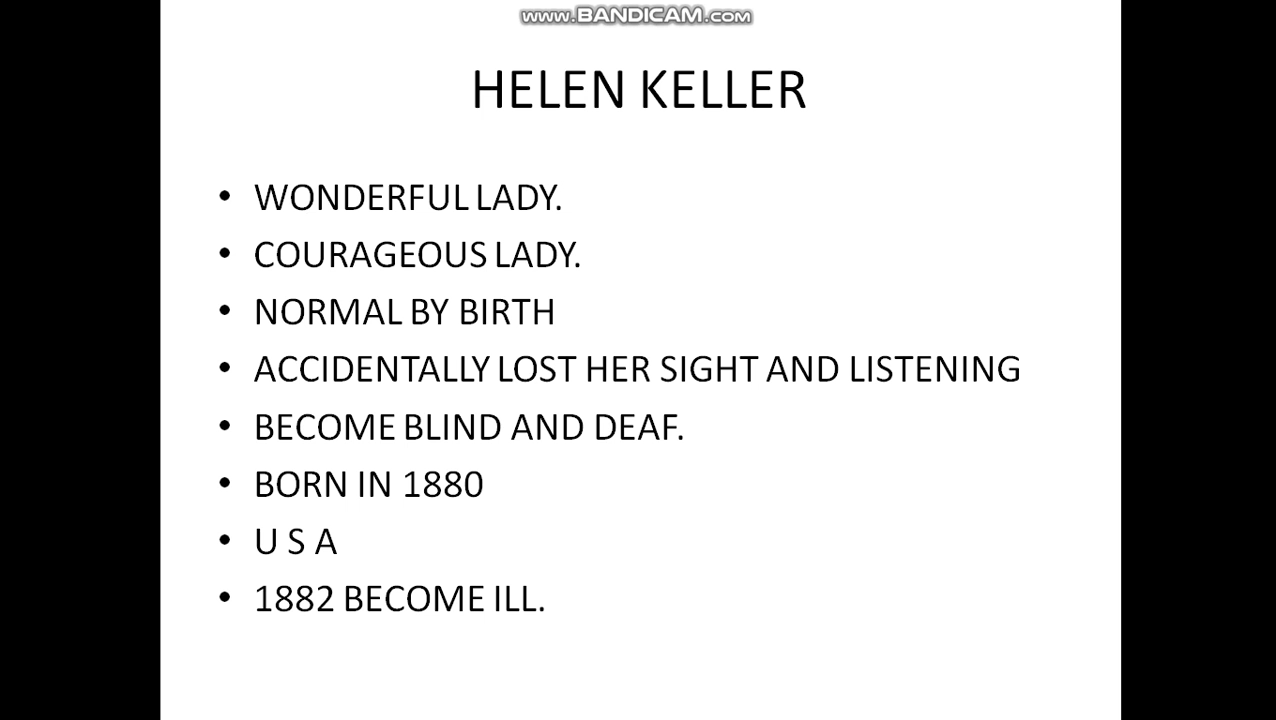 www.BANDICAM.com
HELEN KELLER
• WONDERFUL LADY.
• COURAGEOUS LADY.
• NORMAL BY BIRTH
• ACCIDENTALLY LOST HER SIGHT AND LISTENING
• BECOME BLIND AND DEAF.
• BORN IN 1880
• U S A
• 1882 BECOME ILL.